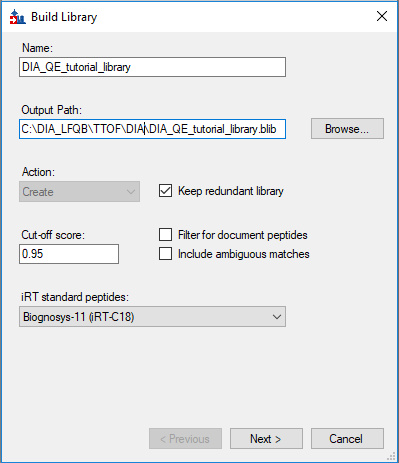 Build Library
Name:
DIA_QE_tutorial_library
Output Path:
C:\DIA_LFQB\TTOF\DIA\DIA_QE_tutorial_library.blib
Browse...
Action:
Create
Keep redundant library
Cut-off score:
0.95
Filter for document peptides
Include ambiguous matches
iRT standard peptides:
Biognosys-11 (iRT-C18)
< Previous
Next >
Cancel